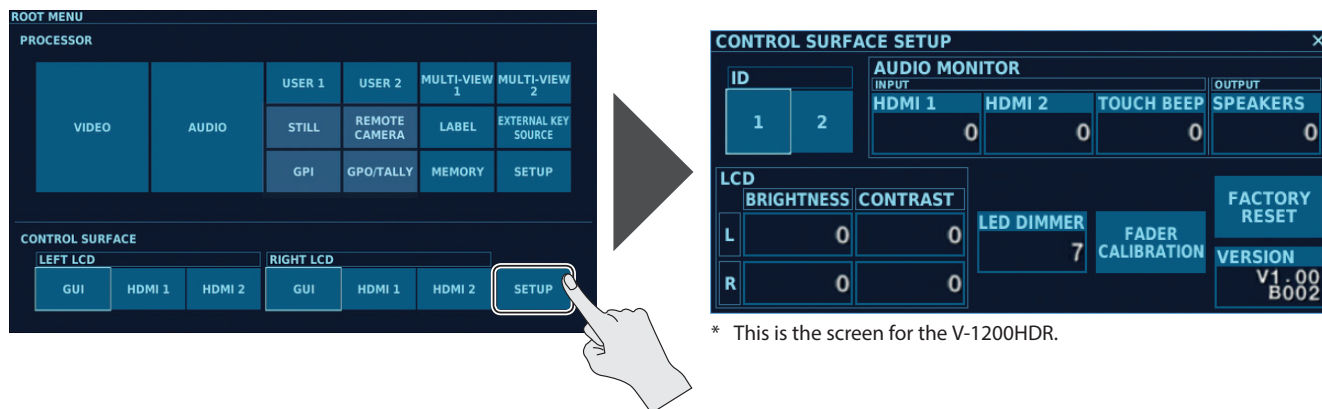 ROOT MENU
PROCESSOR
VIDEO
AUDIO
USER 1
USER 2
MULTI-VIEW
1
MULTI-VIEW
2
STILL
REMOTE
CAMERA
LABEL
EXTERNAL KEY
SOURCE
GPI
GPO/TALLY
MEMORY
SETUP
CONTROL SURFACE
LEFT LCD
RIGHT LCD
GUI
HDMI 1
HDMI 2
GUI
HDMI 1
HDMI 2
SETUP
CONTROL SURFACE SETUP
×
ID
1
2
AUDIO MONITOR
INPUT
OUTPUT
HDMI 1
HDMI 2
TOUCH BEEP
SPEAKERS
0
0
0
0
LCD
BRIGHTNESS
CONTRAST
L
0
0
R
0
0
LED DIMMER
7
FADER
CALIBRATION
FACTORY
RESET
VERSION
V1.00
B002
* This is the screen for the V-1200HDR.